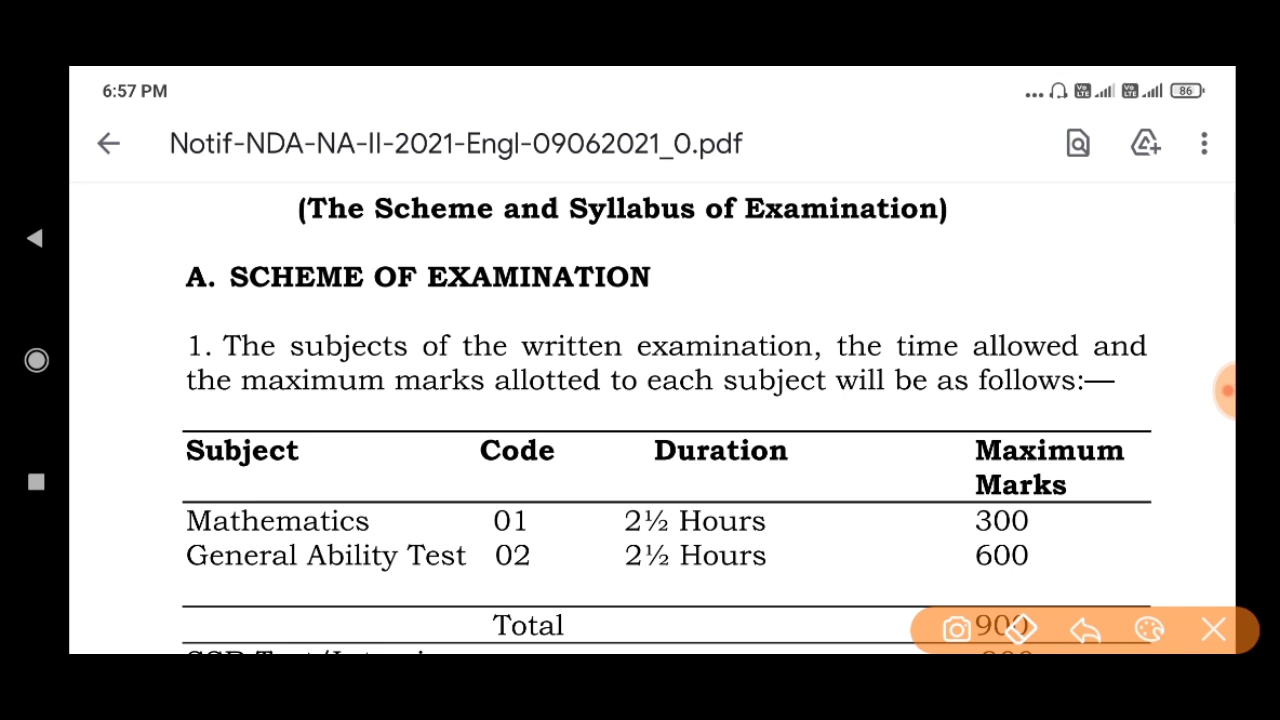 6:57 PM
86
Notif-NDA-NA-II-2021-Engl-09062021_0.pdf
(The Scheme and Syllabus of Examination)
A. SCHEME OF EXAMINATION
1. The subjects of the written examination, the time allowed and
the maximum marks allotted to each subject will be as follows:—
Subject Code Duration Maximum
Marks
Mathematics 01 2½ Hours 300
General Ability Test 02 2½ Hours 600
Total 900